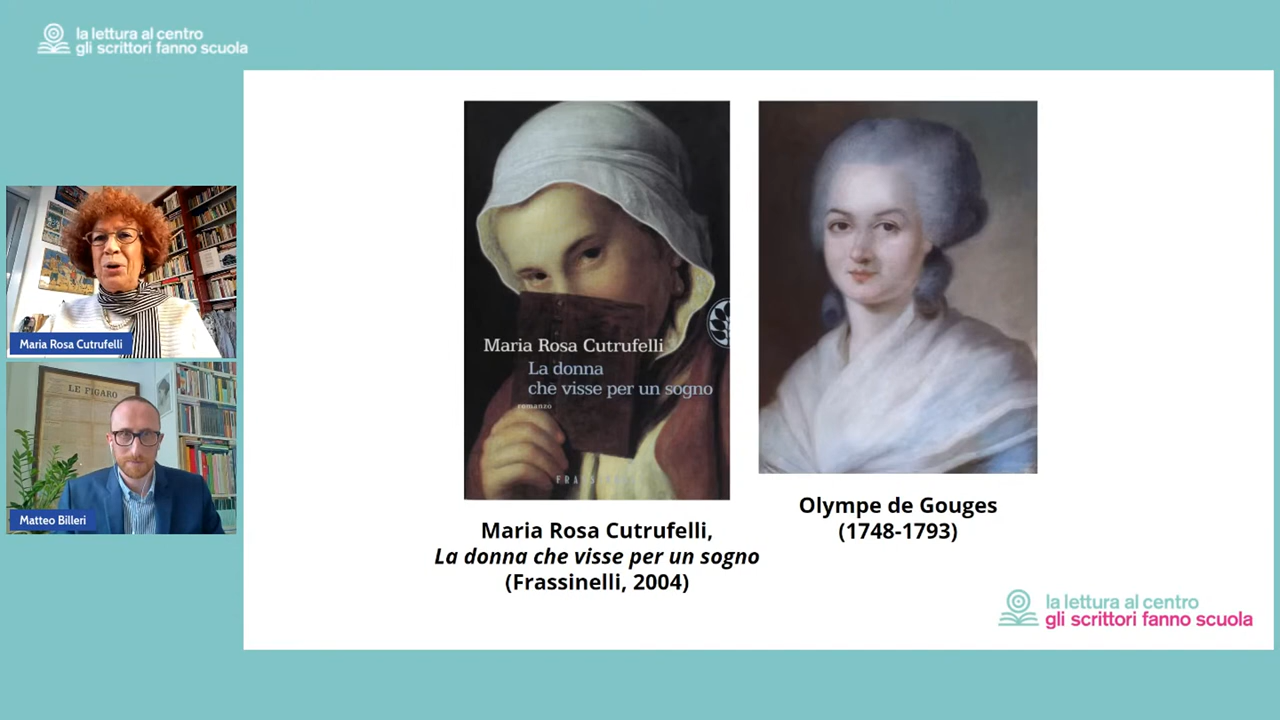 la lettura al centro
gli scrittori fanno scuola
Maria Rosa Cutrufelli
LE FIGARO
Matteo Billeri
Maria Rosa Cutrufelli
La donna
che visse per un sogno
romanzo
Maria Rosa Cutrufelli,
La donna che visse per un sogno
(Frassinelli, 2004)
Olympe de Gouges
(1748-1793)
la lettura al centro
gli scrittori fanno scuola